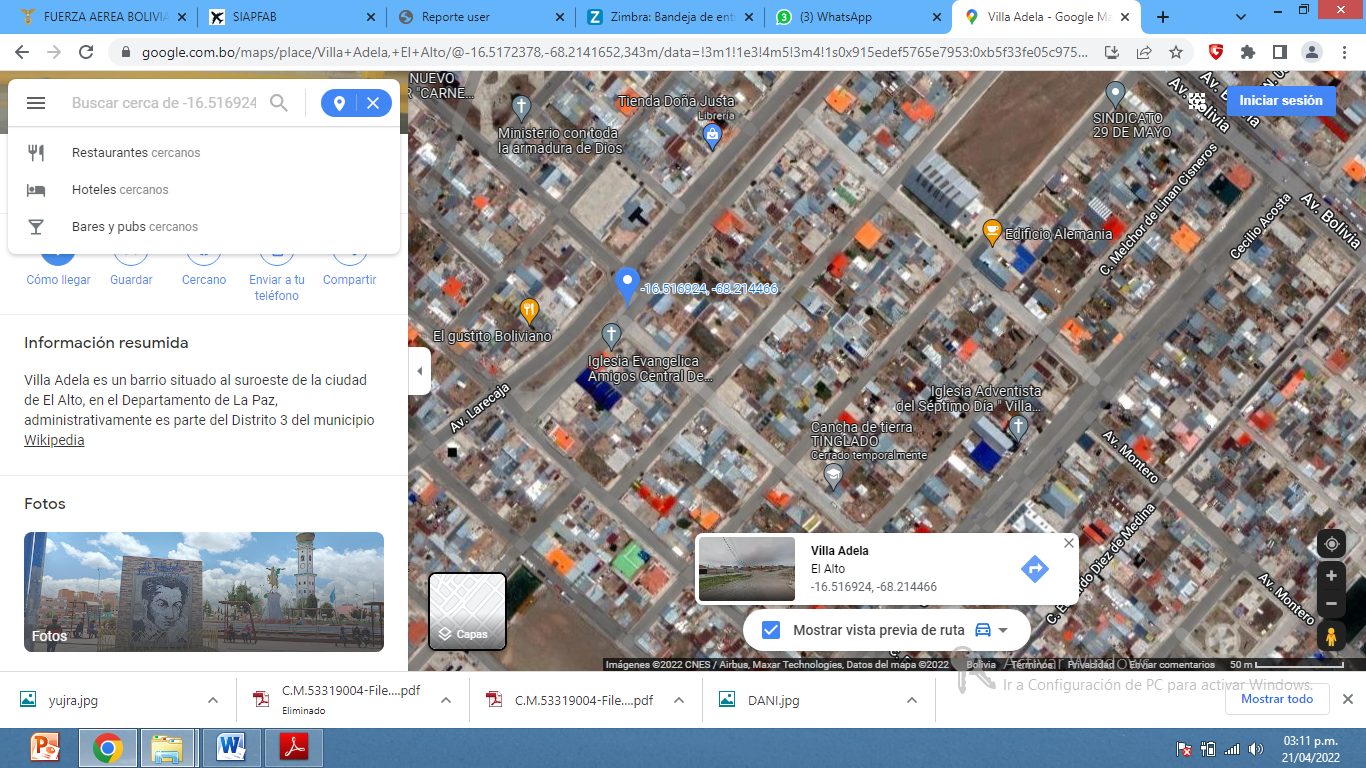 FUERZA AEREA BOLIVIA
SIAPFAB
Reporte user
Zimbra: Bandeja de ent
(3) WhatsApp
Villa Adela - Google Ma
google.com.bo/maps/place/Villa+Adela,+El+Alto/@-16.5172378,-68.2141652,343m/data=!3m1!1e3!4m5!3m4!1s0x915edef5765e7953:0xb5f33fe05c975...
Buscar cerca de -16.516924
Restaurantes cercanos
Hoteles cercanos
Bares y pubs cercanos
Cómo llegar
Guardar
Cercano
Enviar a tu
teléfono
Compartir
Información resumida
Villa Adela es un barrio situado al suroeste de la ciudad
de El Alto, en el Departamento de La Paz,
administrativamente es parte del Distrito 3 del municipio
Wikipedia
Fotos
Fotos
NUEVO
R "CARNE...
Ministerio con toda
la armadura de Dios
Tienda Doña Justa
Librería
SINDICATO
29 DE MAYO
Av. Bolivia
Iniciar sesión
Av. Bolivia
C. Melchor de Linan Cisneros
Cecilio Acosta
Edificio Alemania
-16.516924, -68.214466
El gustito Boliviano
Iglesia Evangelica
Amigos Central De...
Av. Larecaja
Iglesia Adventista
del Séptimo Día " Villa...
Cancha de tierra
TINGLADO
Cerrado temporalmente
Av. Montero
Av. Montero
Villa Adela
El Alto
-16.516924, -68.214466
Mostrar vista previa de ruta
Capas
Imágenes ©2022 CNES / Airbus, Maxar Technologies, Datos del mapa ©2022
Bolivia
Términos
Privacidad
Enviar comentarios
50 m
Activar Windows
Ir a Configuración de PC para activar Windows.
yujra.jpg
C.M.53319004-File....pdf
Eliminado
C.M.53319004-File....pdf
DANI.jpg
Mostrar todo
03:11 p.m.
21/04/2022